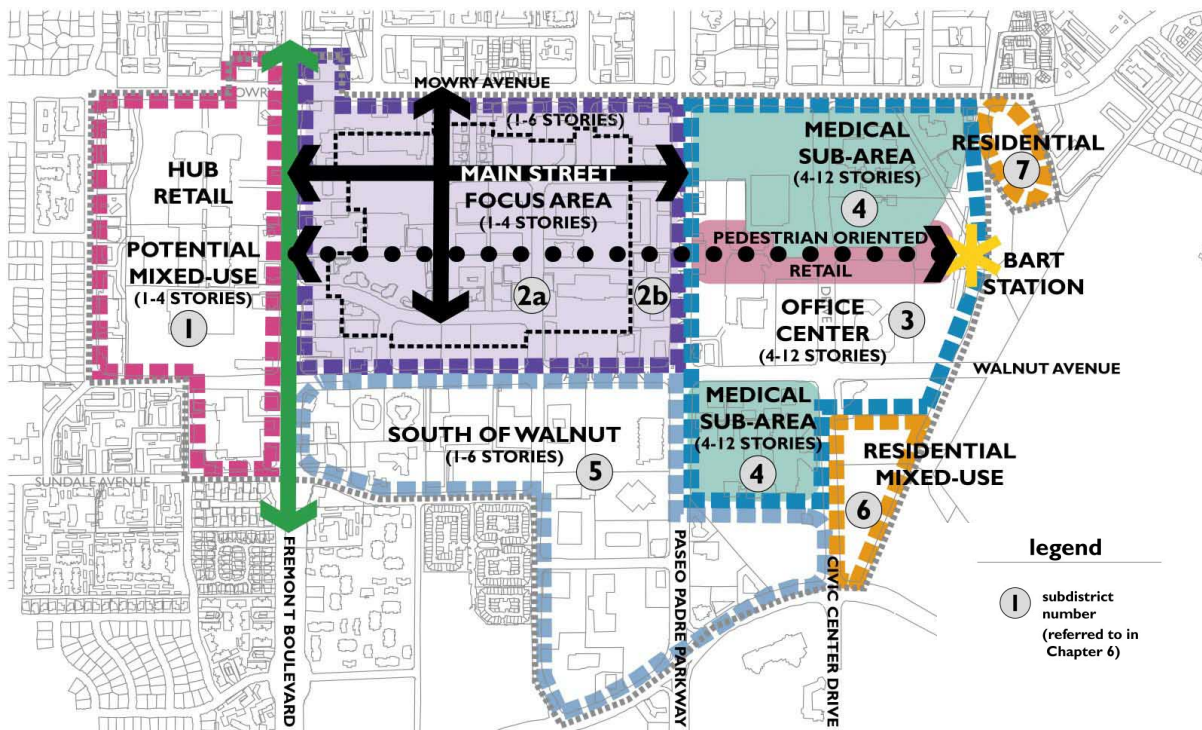 MOWRY AVENUE
MOWRY
(1-6 STORIES)
MEDICAL
SUB-AREA
(4-12 STORIES)
4
RESIDENTIAL
7
HUB
RETAIL
POTENTIAL
MIXED-USE
(1-4 STORIES)
1
MAIN STREET
FOCUS AREA
(1-4 STORIES)
2a
2b
PEDESTRIAN ORIENTED
RETAIL
BART
STATION
OFFICE
CENTER
(4-12 STORIES)
3
WALNUT AVENUE
MEDICAL
SUB-AREA
(4-12 STORIES)
4
SOUTH OF WALNUT
(1-6 STORIES)
5
RESIDENTIAL
MIXED-USE
6
SUNDALE AVENUE
FREMONT BOULEVARD
PASEO PADRE PARKWAY
CIVIC CENTER DRIVE
legend
1
subdistrict
number
(referred to in
Chapter 6)